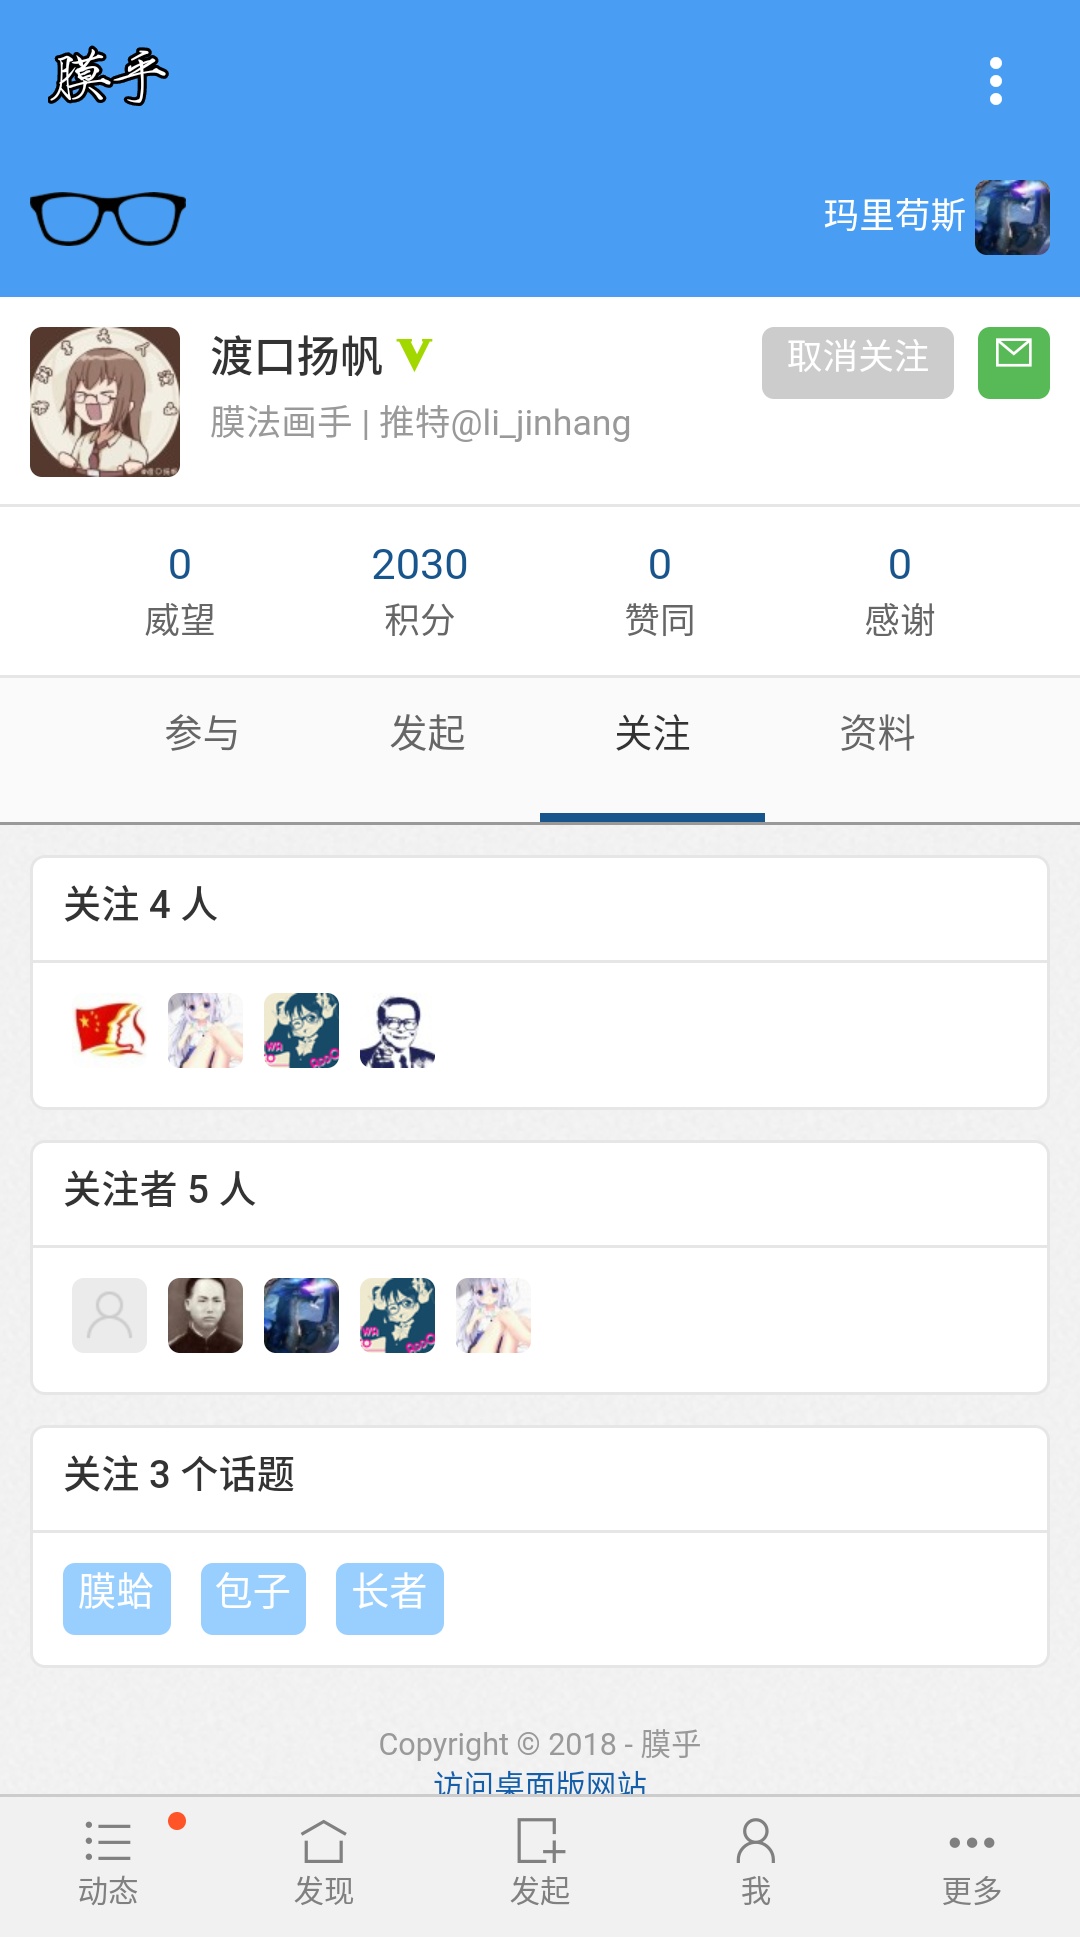 膜乎
玛里苟斯
渡口扬帆
取消关注
膜法画手 | 推特@li_jinhang
0 2030 0 0
威望 积分 赞同 感谢
参与 发起 关注 资料
关注 4 人
关注者 5 人
关注 3 个话题
膜蛤 包子 长者
Copyright © 2018 - 膜乎
访问桌面版网站
动态 发现 发起 我 更多